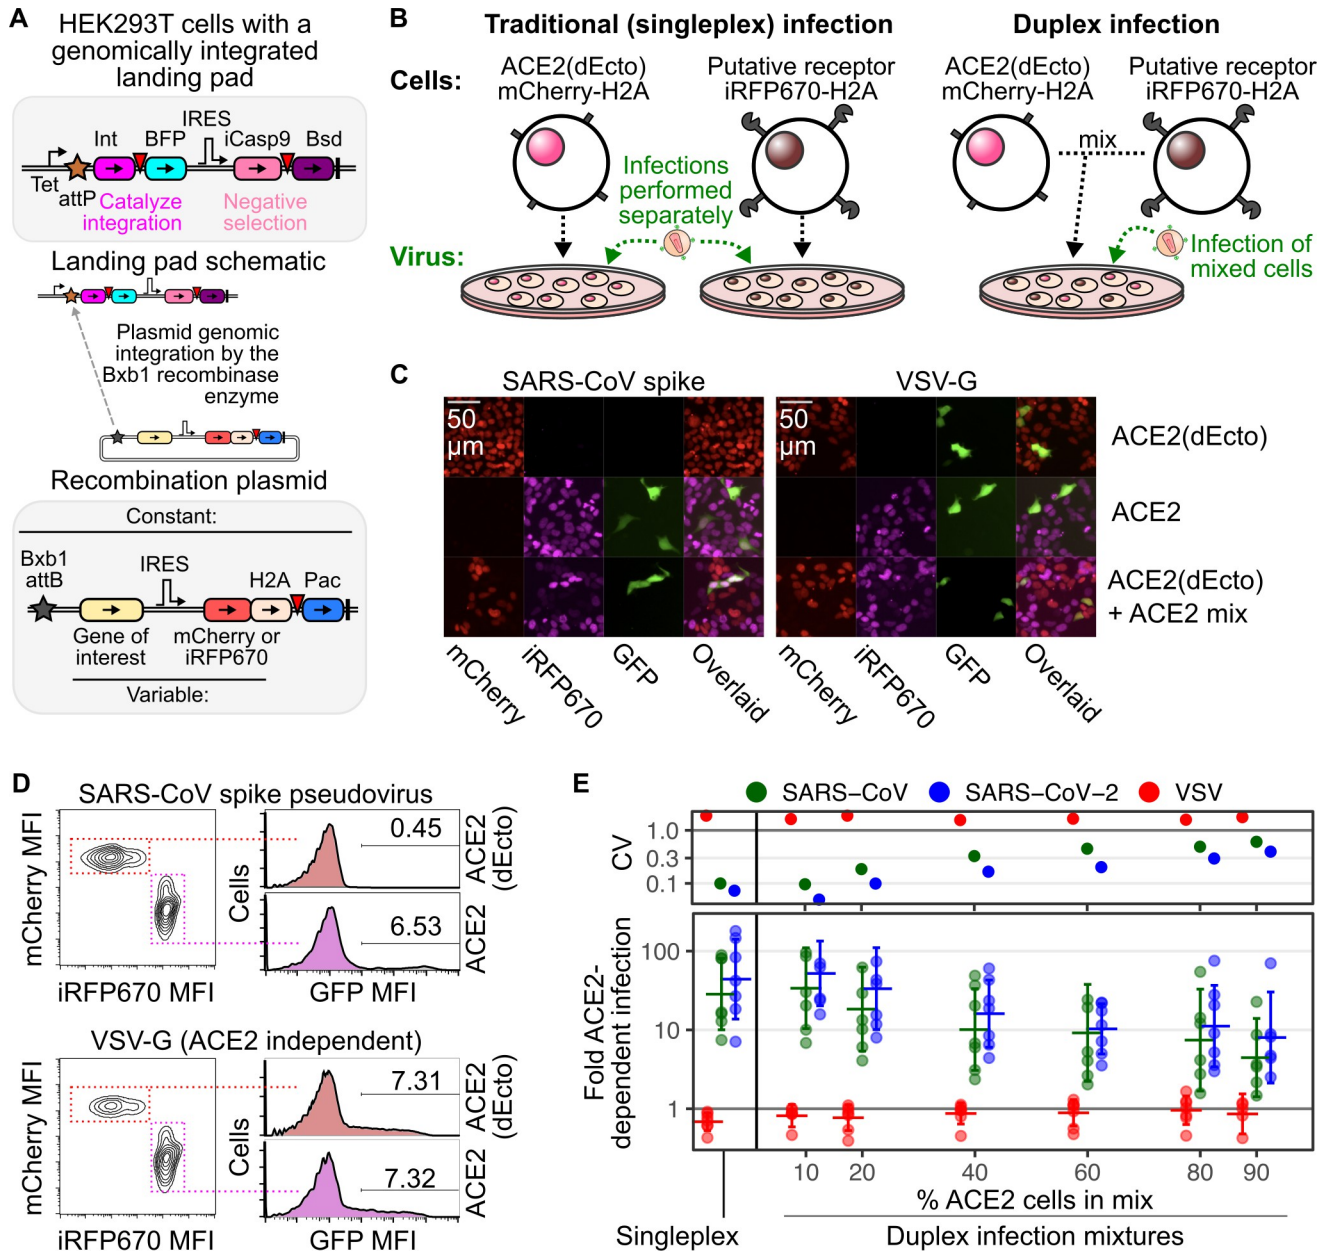 A
HEK293T cells with a
genomically integrated
landing pad
IRES
Int
BFP
iCasp9
Bsd
Tet
attP
Catalyze
integration
Negative
selection
Landing pad schematic
Plasmid genomic
integration by the
Bxb1 recombinase
enzyme
Recombination plasmid
Constant:
Bxb1
attB
IRES
H2A
Pac
Gene of
interest
mCherry or
iRFP670
Variable:
B
Traditional (singleplex) infection
Duplex infection
Cells:
ACE2(dEcto)
mCherry-H2A
Putative receptor
iRFP670-H2A
ACE2(dEcto)
mCherry-H2A
Putative receptor
iRFP670-H2A
mix
Infections
performed
separately
Virus:
Infection of
mixed cells
C
SARS-CoV spike
VSV-G
50
µm
50
µm
ACE2(dEcto)
ACE2
ACE2(dEcto)
+ ACE2 mix
mCherry
iRFP670
GFP
Overlaid
mCherry
iRFP670
GFP
Overlaid
D
SARS-CoV spike pseudovirus
mCherry MFI
iRFP670 MFI
Cells
0.45
ACE2
(dEcto)
6.53
ACE2
GFP MFI
VSV-G (ACE2 independent)
mCherry MFI
iRFP670 MFI
Cells
7.31
ACE2
(dEcto)
7.32
ACE2
GFP MFI
E
SARS−CoV
SARS−CoV−2
VSV
CV
1.0
0.3
0.1
Fold ACE2-
dependent infection
100
10
1
10
20
40
60
80
90
% ACE2 cells in mix
Singleplex
Duplex infection mixtures